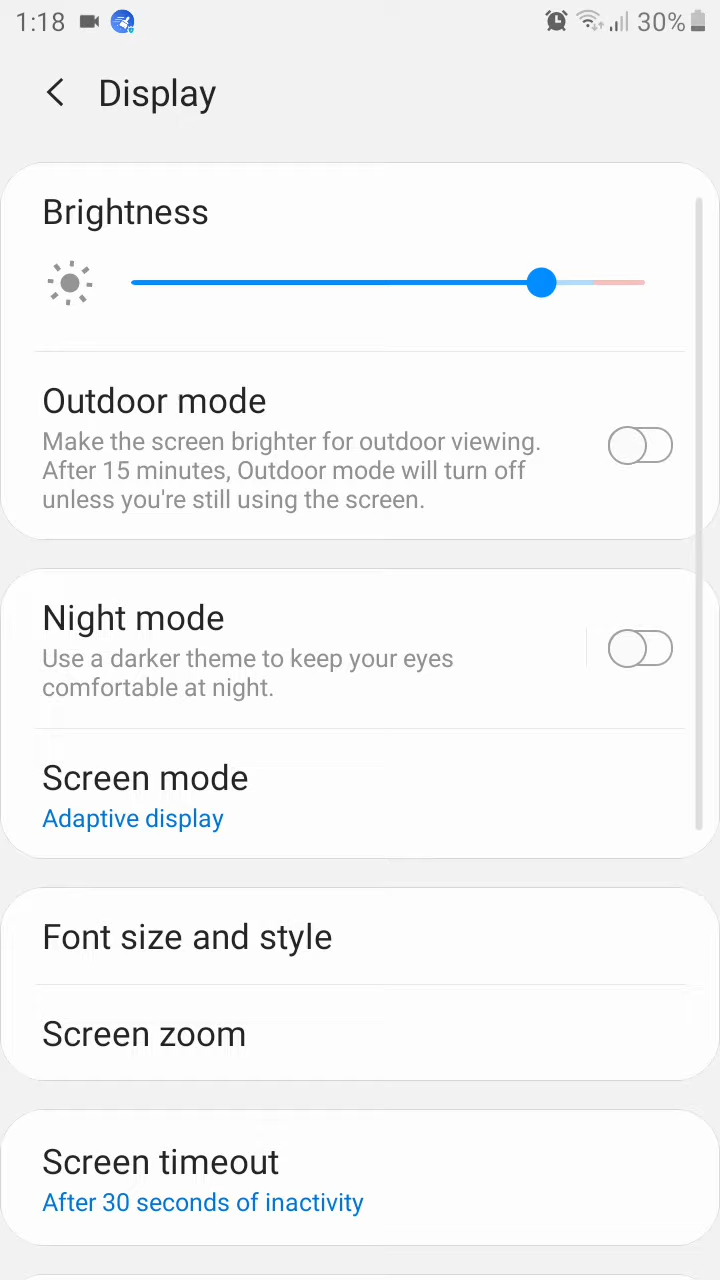 1:18 30%
Display
Brightness
Outdoor mode
Make the screen brighter for outdoor viewing.
After 15 minutes, Outdoor mode will turn off
unless you're still using the screen.
Night mode
Use a darker theme to keep your eyes
comfortable at night.
Screen mode
Adaptive display
Font size and style
Screen zoom
Screen timeout
After 30 seconds of inactivity